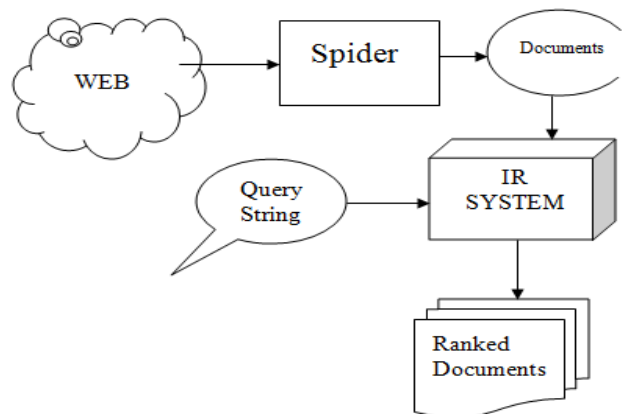 WEB
Spider
Documents
Query
String
IR
SYSTEM
Ranked
Documents